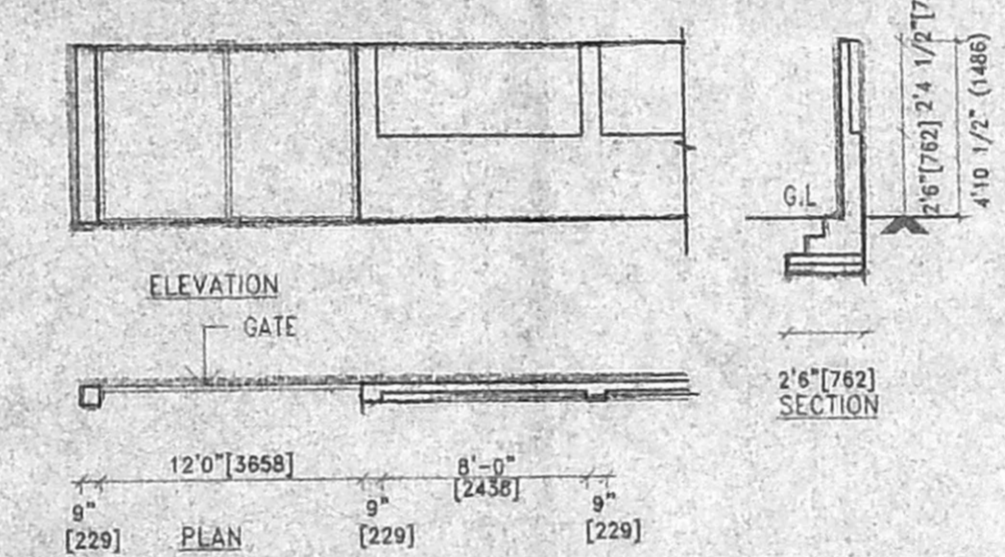 ELEVATION
GATE
12'0"[3658]
8'-0"
[2438]
9"
[229]
9"
[229]
9"
[229]
PLAN
G.L
2'6"[762] 2'4 1/2"[7
4'10 1/2" (1486)
2'6"[762]
SECTION